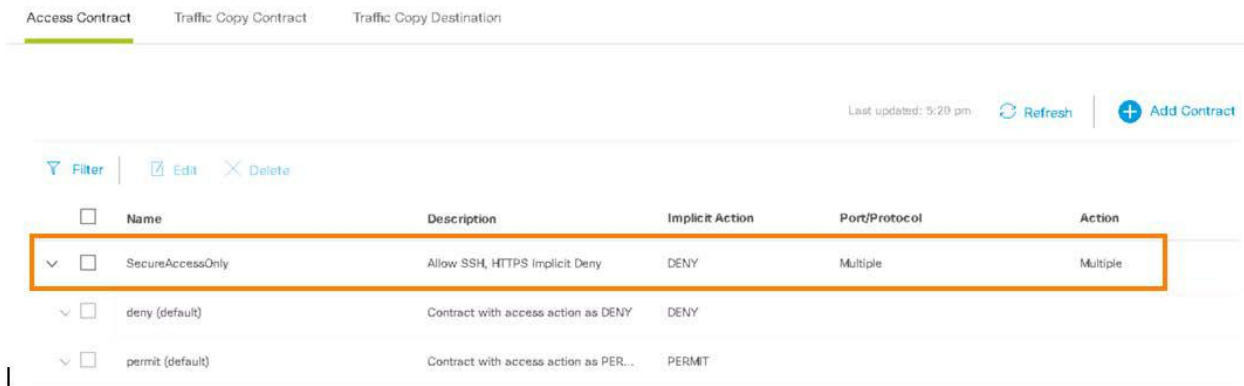 Access Contract Traffic Copy Contract Traffic Copy Destination
Last updated: 5:20 pm Refresh Add Contract
Filter Edit Delete
Name Description Implicit Action Port/Protocol Action
SecureAccessOnly Allow SSH, HTTPS Implicit Deny DENY Multiple Multiple
deny (default) Contract with access action as DENY DENY
permit (default) Contract with access action as PER... PERMIT